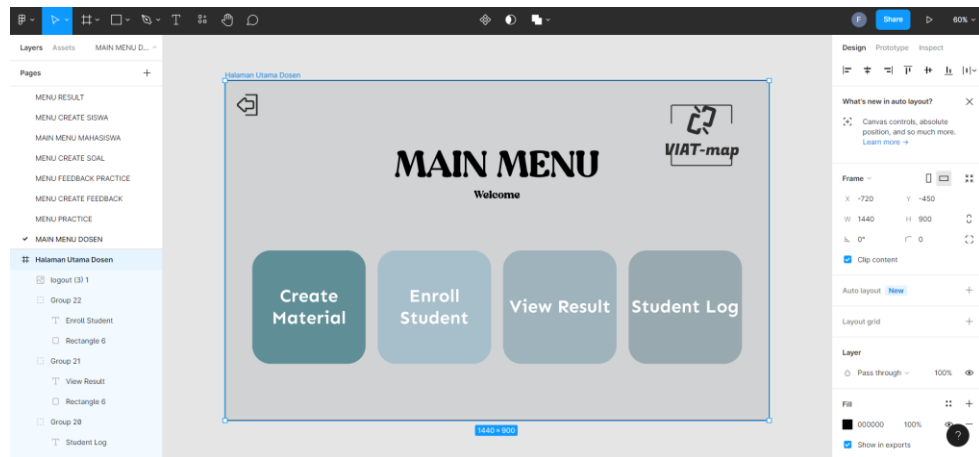 F
Share
60%
Layers
Assets
MAIN MENU D...
Pages
MENU RESULT
MENU CREATE SISWA
MAIN MENU MAHASISWA
MENU CREATE SOAL
MENU FEEDBACK PRACTICE
MENU CREATE FEEDBACK
MENU PRACTICE
MAIN MENU DOSEN
Halaman Utama Dosen
logout (3) 1
Group 22
Enroll Student
Rectangle 6
Group 21
View Result
Rectangle 6
Group 20
Student Log
Halaman Utama Dosen
VIAT-map
MAIN MENU
Welcome
Create
Material
Enroll
Student
View Result
Student Log
1440 × 900
Design
Prototype
Inspect
What's new in auto layout?
Canvas controls, absolute
position, and so much more.
Learn more →
Frame
X -720
Y -450
W 1440
H 900
0°
0
Clip content
Auto layout
New
Layout grid
Layer
Pass through
100%
Fill
000000
100%
Show in exports
?